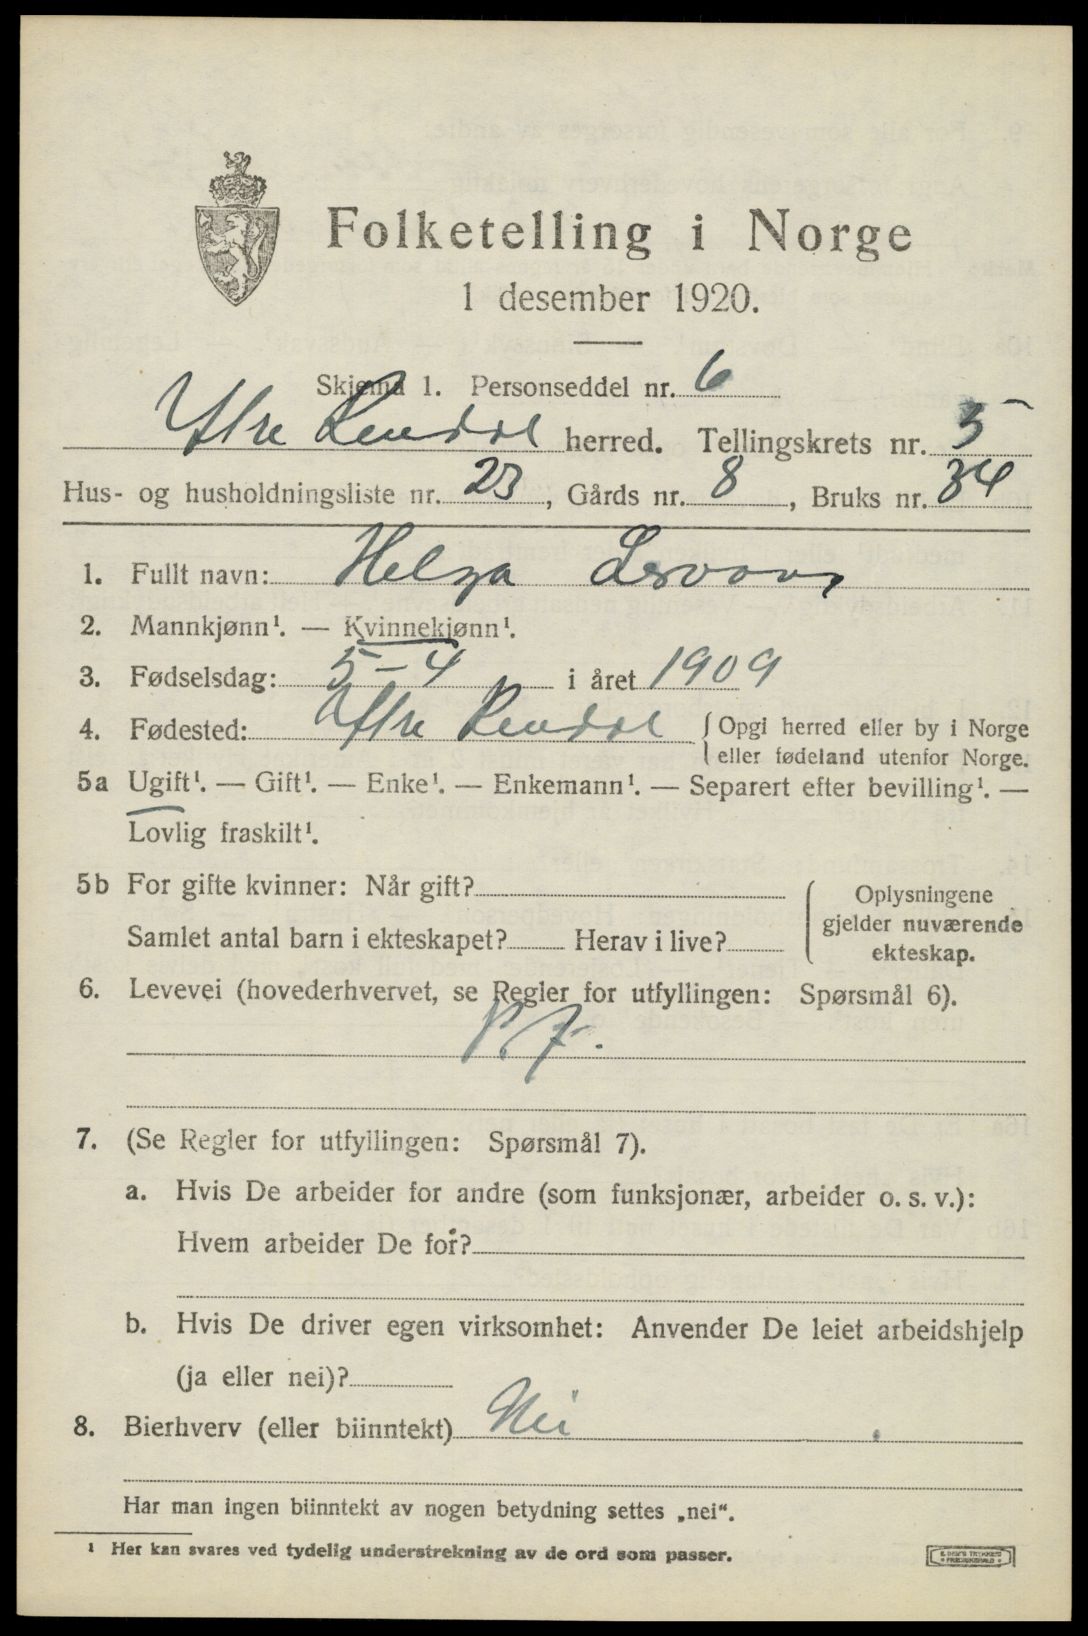 Folketelling i Norge
1 desember 1920.
Skjema 1. Personseddel nr. 6
Ytre Rendal herred. Tellingskrets nr. 5
Hus- og husholdningsliste nr. 23, Gårds nr. 8, Bruks nr. 34
1. Fullt navn: Helga
2. Mannkjønn¹. — Kvinnekjønn¹.
3. Fødselsdag: 5-4 i året 1909
4. Fødested: Ytre Rendal { Opgi herred eller by i Norge
eller fødeland utenfor Norge.
5a Ugift¹. — Gift¹. — Enke¹. — Enkemann¹. — Separert efter bevilling¹. —
Lovlig fraskilt¹.
5b For gifte kvinner: Når gift?
Samlet antal barn i ekteskapet? Herav i live?
{ Oplysningene
gjelder nuværende
ekteskap.
6. Levevei (hovederhvervet, se Regler for utfyllingen: Spørsmål 6).
7. (Se Regler for utfyllingen: Spørsmål 7).
a. Hvis De arbeider for andre (som funksjonær, arbeider o. s. v.):
Hvem arbeider De for?
b. Hvis De driver egen virksomhet: Anvender De leiet arbeidshjelp
(ja eller nei)?
8. Bierhverv (eller biinntekt) Nei
Har man ingen biinntekt av nogen betydning settes „nei“.
¹ Her kan svares ved tydelig understrekning av de ord som passer.